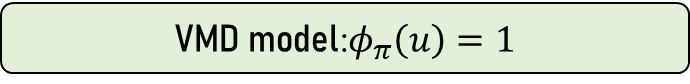 VMD model:𝜙𝜋(𝑢) = 1